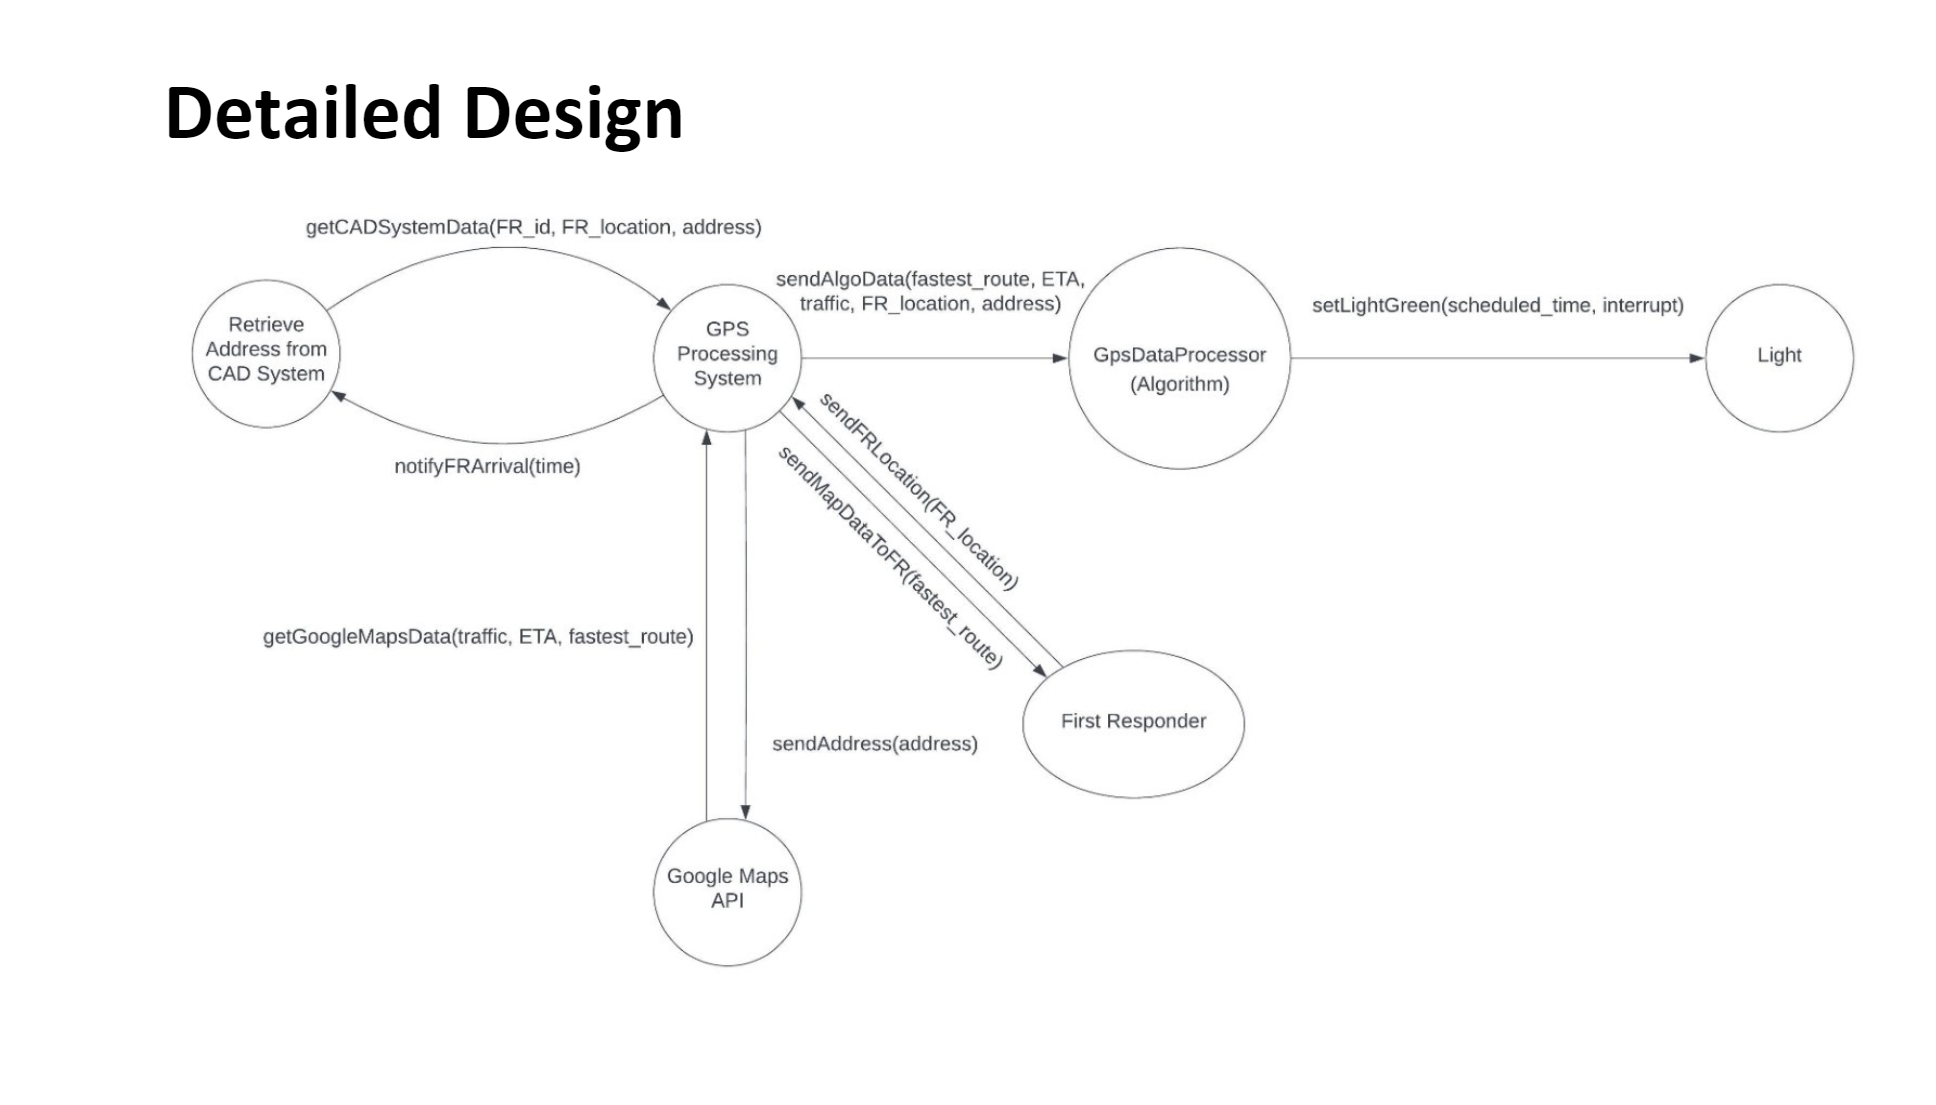 Detailed Design
getCADSystemData(FR_id, FR_location, address)
sendAlgoData(fastest_route, ETA,
traffic, FR_location, address)
setLightGreen(scheduled_time, interrupt)
Retrieve
Address from
CAD System
GPS
Processing
System
GpsDataProcessor
(Algorithm)
Light
notifyFRArrival(time)
sendFRLocation(FR_location)
sendMapDataToFR(fastest_route)
getGoogleMapsData(traffic, ETA, fastest_route)
First Responder
sendAddress(address)
Google Maps
API